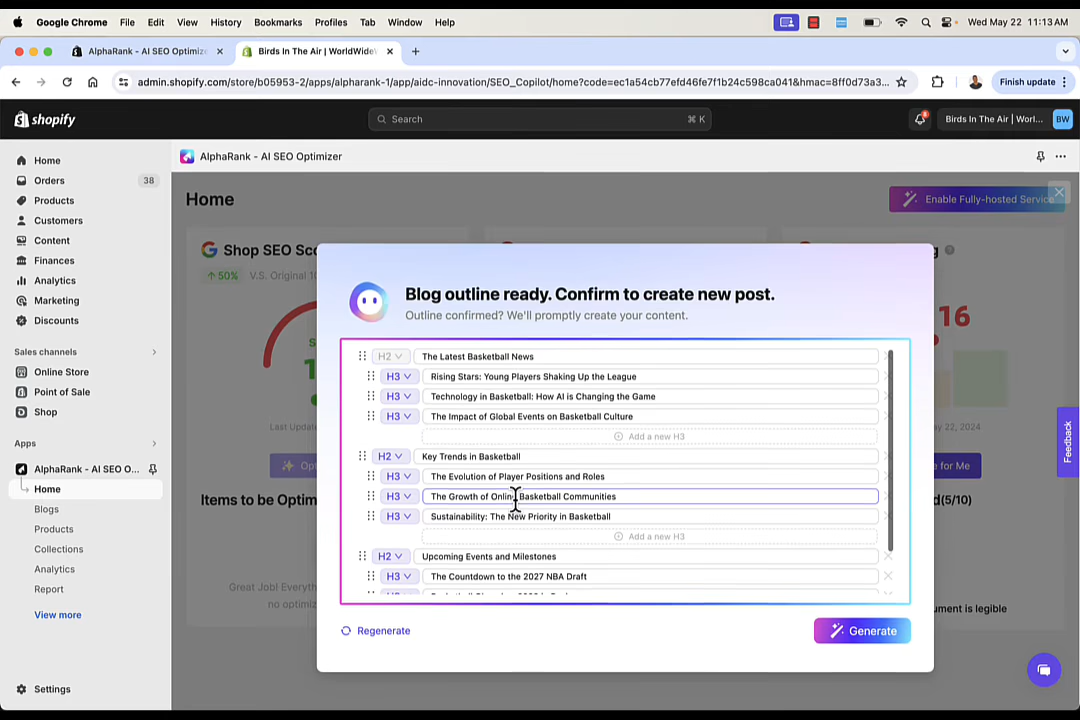 Google Chrome File Edit View History Bookmarks Profiles Tab Window Help Wed May 22 11:13 AM
AlphaRank - AI SEO Optimize Birds In The Air | WorldWide
admin.shopify.com/store/b05953-2/apps/alpharank-1/app/aidc-innovation/SEO_Copilot/home?code=ec1a54cb77efd46fe7f1b24c598ca041&hmac=8ff0d73a3... Finish update
shopify Search ⌘ K 8 Birds In The Air | Worl... BW
Home
Orders 38
Products
Customers
Content
Finances
Analytics
Marketing
Discounts
Sales channels
Online Store
Point of Sale
Shop
Apps
AlphaRank - AI SEO O...
Home
Blogs
Products
Collections
Analytics
Report
View more
Settings
AlphaRank - AI SEO Optimizer
Home
Enable Fully-hosted Service
Shop SEO Sco
50% V.S. Original
16
Last Update
ay 22, 2024
e for Me
Items to be Optim
d(5/10)
Great Job! Everyth
no optimiz
ument is legible
Feedback
Blog outline ready. Confirm to create new post.
Outline confirmed? We'll promptly create your content.
H2 The Latest Basketball News
H3 Rising Stars: Young Players Shaking Up the League
H3 Technology in Basketball: How AI is Changing the Game
H3 The Impact of Global Events on Basketball Culture
Add a new H3
H2 Key Trends in Basketball
H3 The Evolution of Player Positions and Roles
H3 The Growth of Online Basketball Communities
H3 Sustainability: The New Priority in Basketball
Add a new H3
H2 Upcoming Events and Milestones
H3 The Countdown to the 2027 NBA Draft
Regenerate
Generate